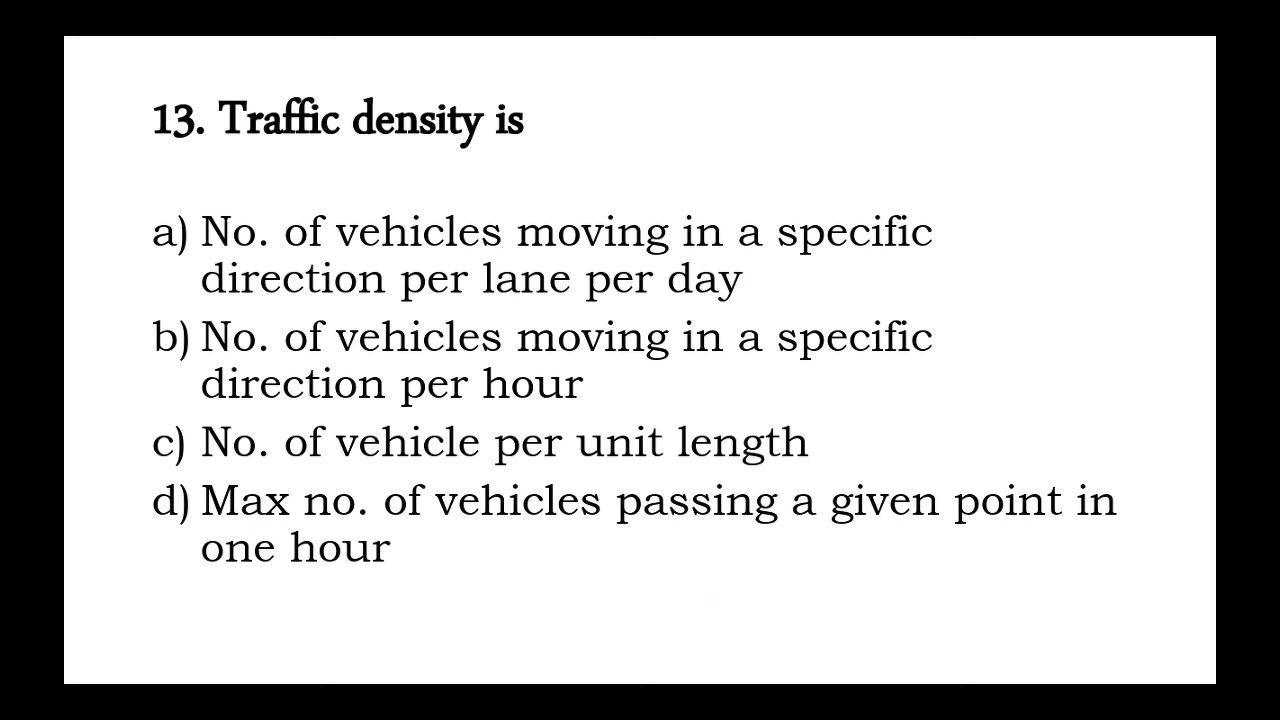 13. Traffic density is
a) No. of vehicles moving in a specific
direction per lane per day
b) No. of vehicles moving in a specific
direction per hour
c) No. of vehicle per unit length
d) Max no. of vehicles passing a given point in
one hour